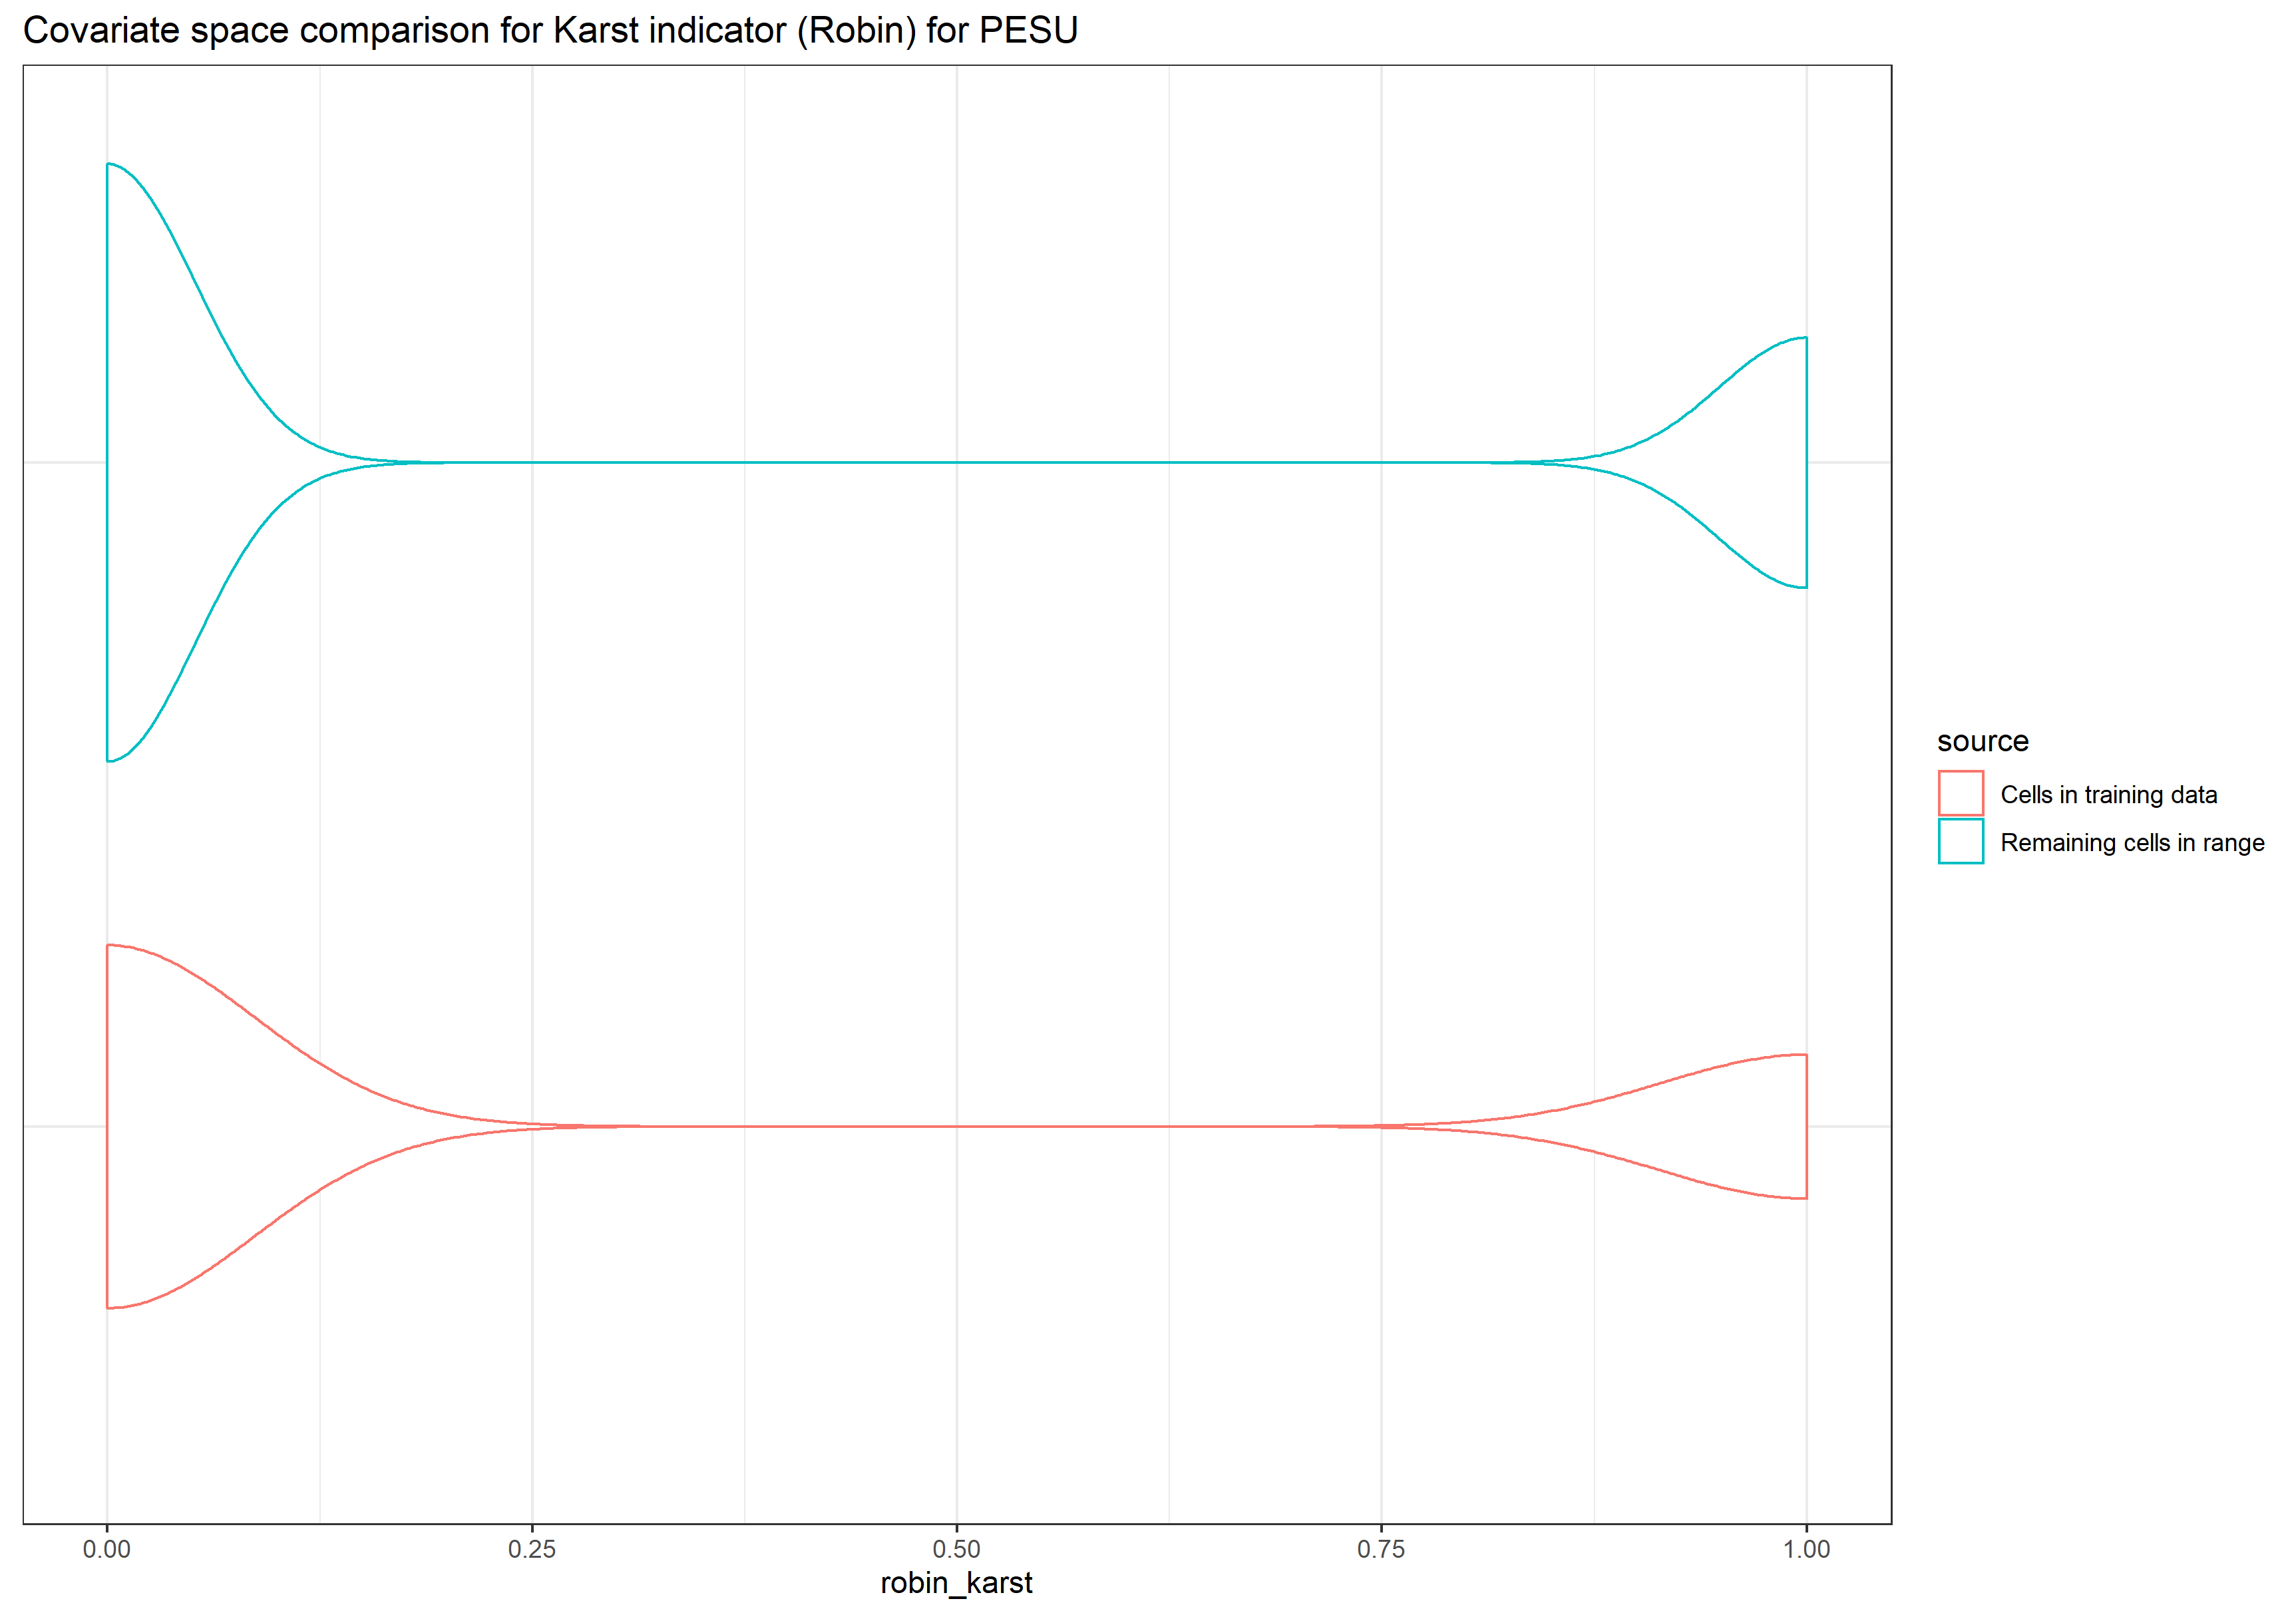 Covariate space comparison for Karst indicator (Robin) for PESU
source
Cells in training data
Remaining cells in range
0.00 0.25 0.50 0.75 1.00
robin_karst